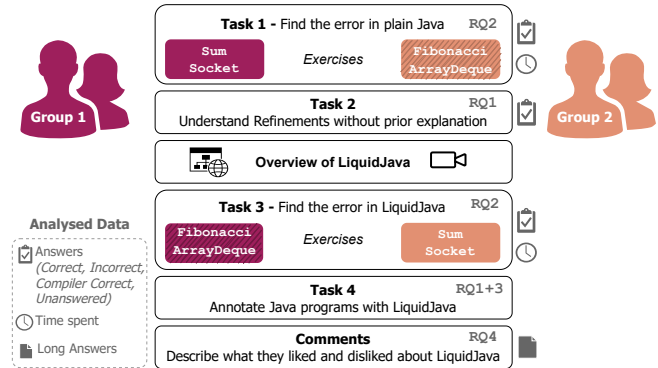 Task 1 - Find the error in plain Java RQ2
Sum
Socket
Exercises
Fibonacci
ArrayDeque
Group 1
Group 2
Task 2 RQ1
Understand Refinements without prior explanation
Overview of LiquidJava
Task 3 - Find the error in LiquidJava RQ2
Fibonacci
ArrayDeque
Exercises
Sum
Socket
Analysed Data
Answers
(Correct, Incorrect,
Compiler Correct,
Unanswered)
Time spent
Long Answers
Task 4 RQ1+3
Annotate Java programs with LiquidJava
Comments RQ4
Describe what they liked and disliked about LiquidJava